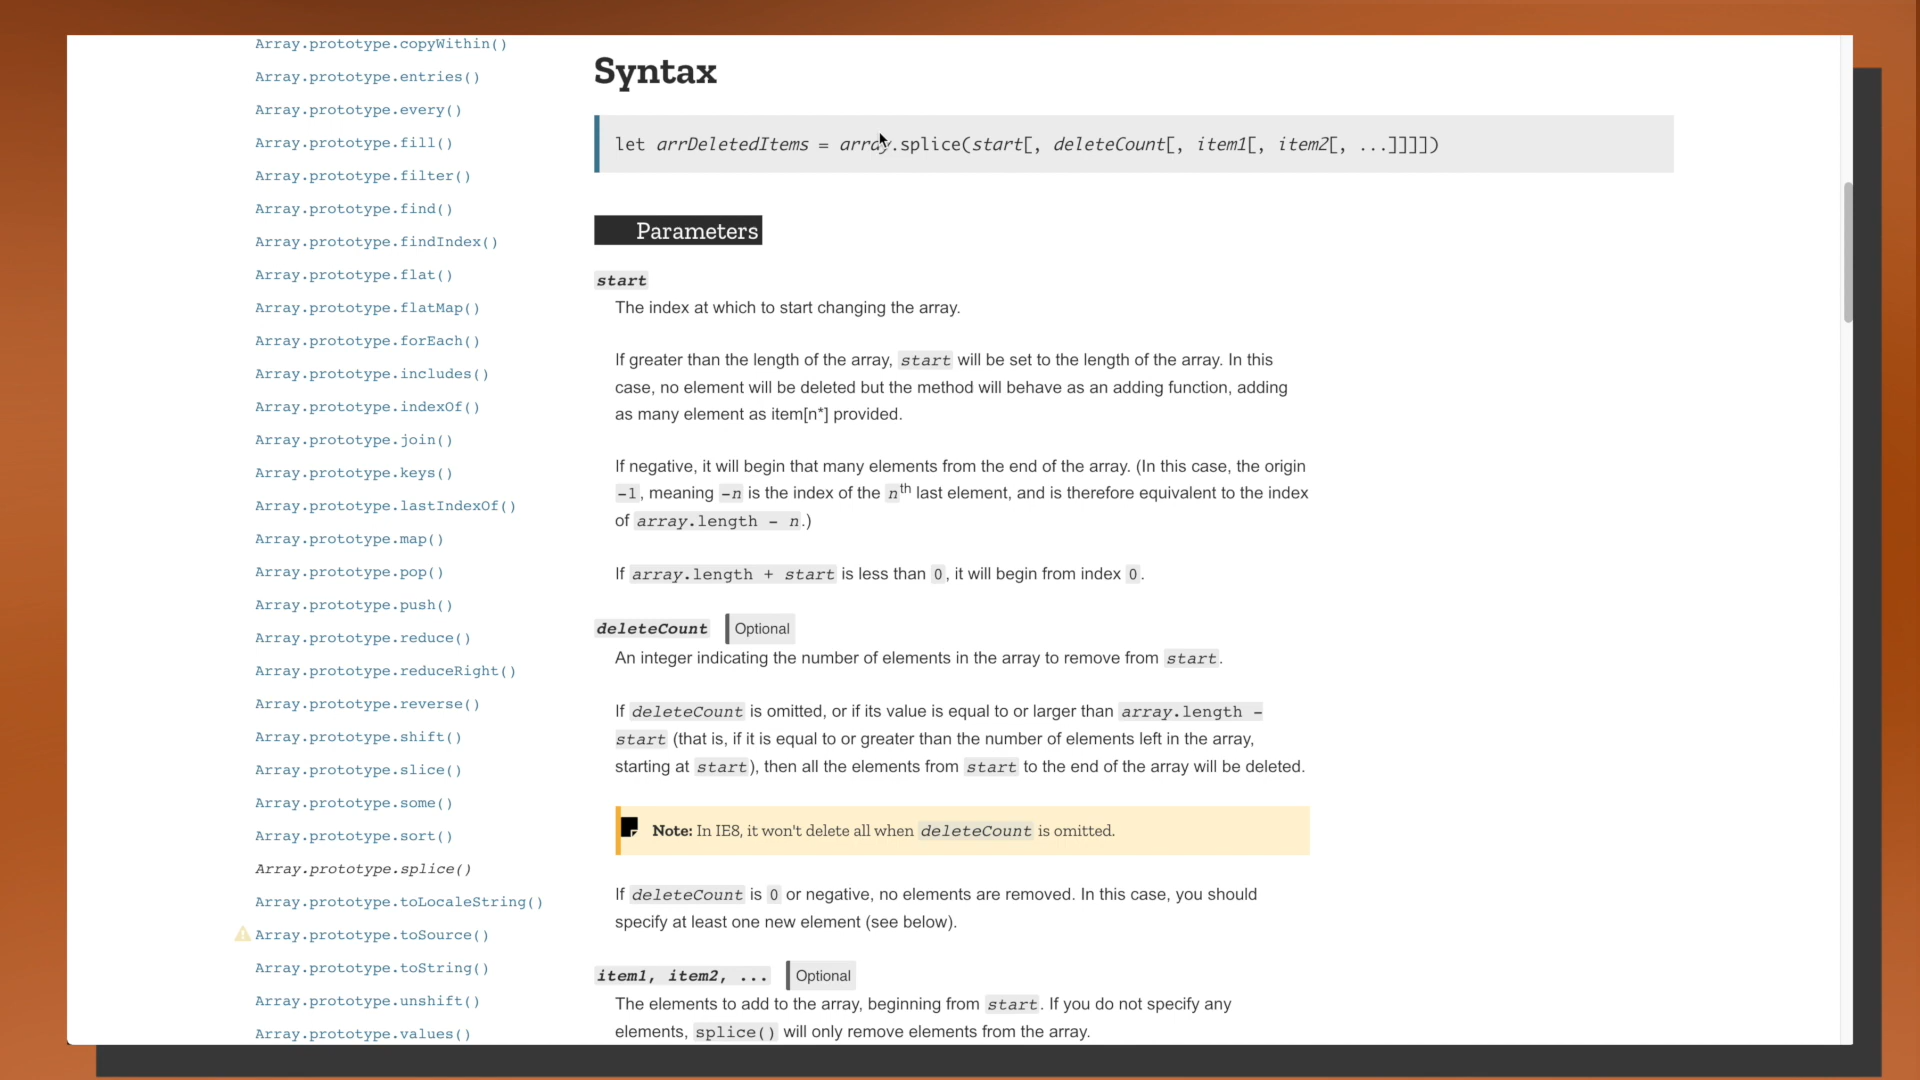 Array.prototype.copyWithin()
Array.prototype.entries()
Array.prototype.every()
Array.prototype.fill()
Array.prototype.filter()
Array.prototype.find()
Array.prototype.findIndex()
Array.prototype.flat()
Array.prototype.flatMap()
Array.prototype.forEach()
Array.prototype.includes()
Array.prototype.indexOf()
Array.prototype.join()
Array.prototype.keys()
Array.prototype.lastIndexOf()
Array.prototype.map()
Array.prototype.pop()
Array.prototype.push()
Array.prototype.reduce()
Array.prototype.reduceRight()
Array.prototype.reverse()
Array.prototype.shift()
Array.prototype.slice()
Array.prototype.some()
Array.prototype.sort()
Array.prototype.splice()
Array.prototype.toLocaleString()
Array.prototype.toSource()
Array.prototype.toString()
Array.prototype.unshift()
Array.prototype.values()
Syntax
let arrDeletedItems = array.splice(start[, deleteCount[, item1[, item2[, ...]]]])
Parameters
start
The index at which to start changing the array.
If greater than the length of the array, start will be set to the length of the array. In this
case, no element will be deleted but the method will behave as an adding function, adding
as many element as item[n*] provided.
If negative, it will begin that many elements from the end of the array. (In this case, the origin
-1, meaning -n is the index of the nth last element, and is therefore equivalent to the index
of array.length - n.)
If array.length + start is less than 0, it will begin from index 0.
deleteCount Optional
An integer indicating the number of elements in the array to remove from start.
If deleteCount is omitted, or if its value is equal to or larger than array.length -
start (that is, if it is equal to or greater than the number of elements left in the array,
starting at start), then all the elements from start to the end of the array will be deleted.
Note: In IE8, it won't delete all when deleteCount is omitted.
If deleteCount is 0 or negative, no elements are removed. In this case, you should
specify at least one new element (see below).
item1, item2, ... Optional
The elements to add to the array, beginning from start. If you do not specify any
elements, splice() will only remove elements from the array.